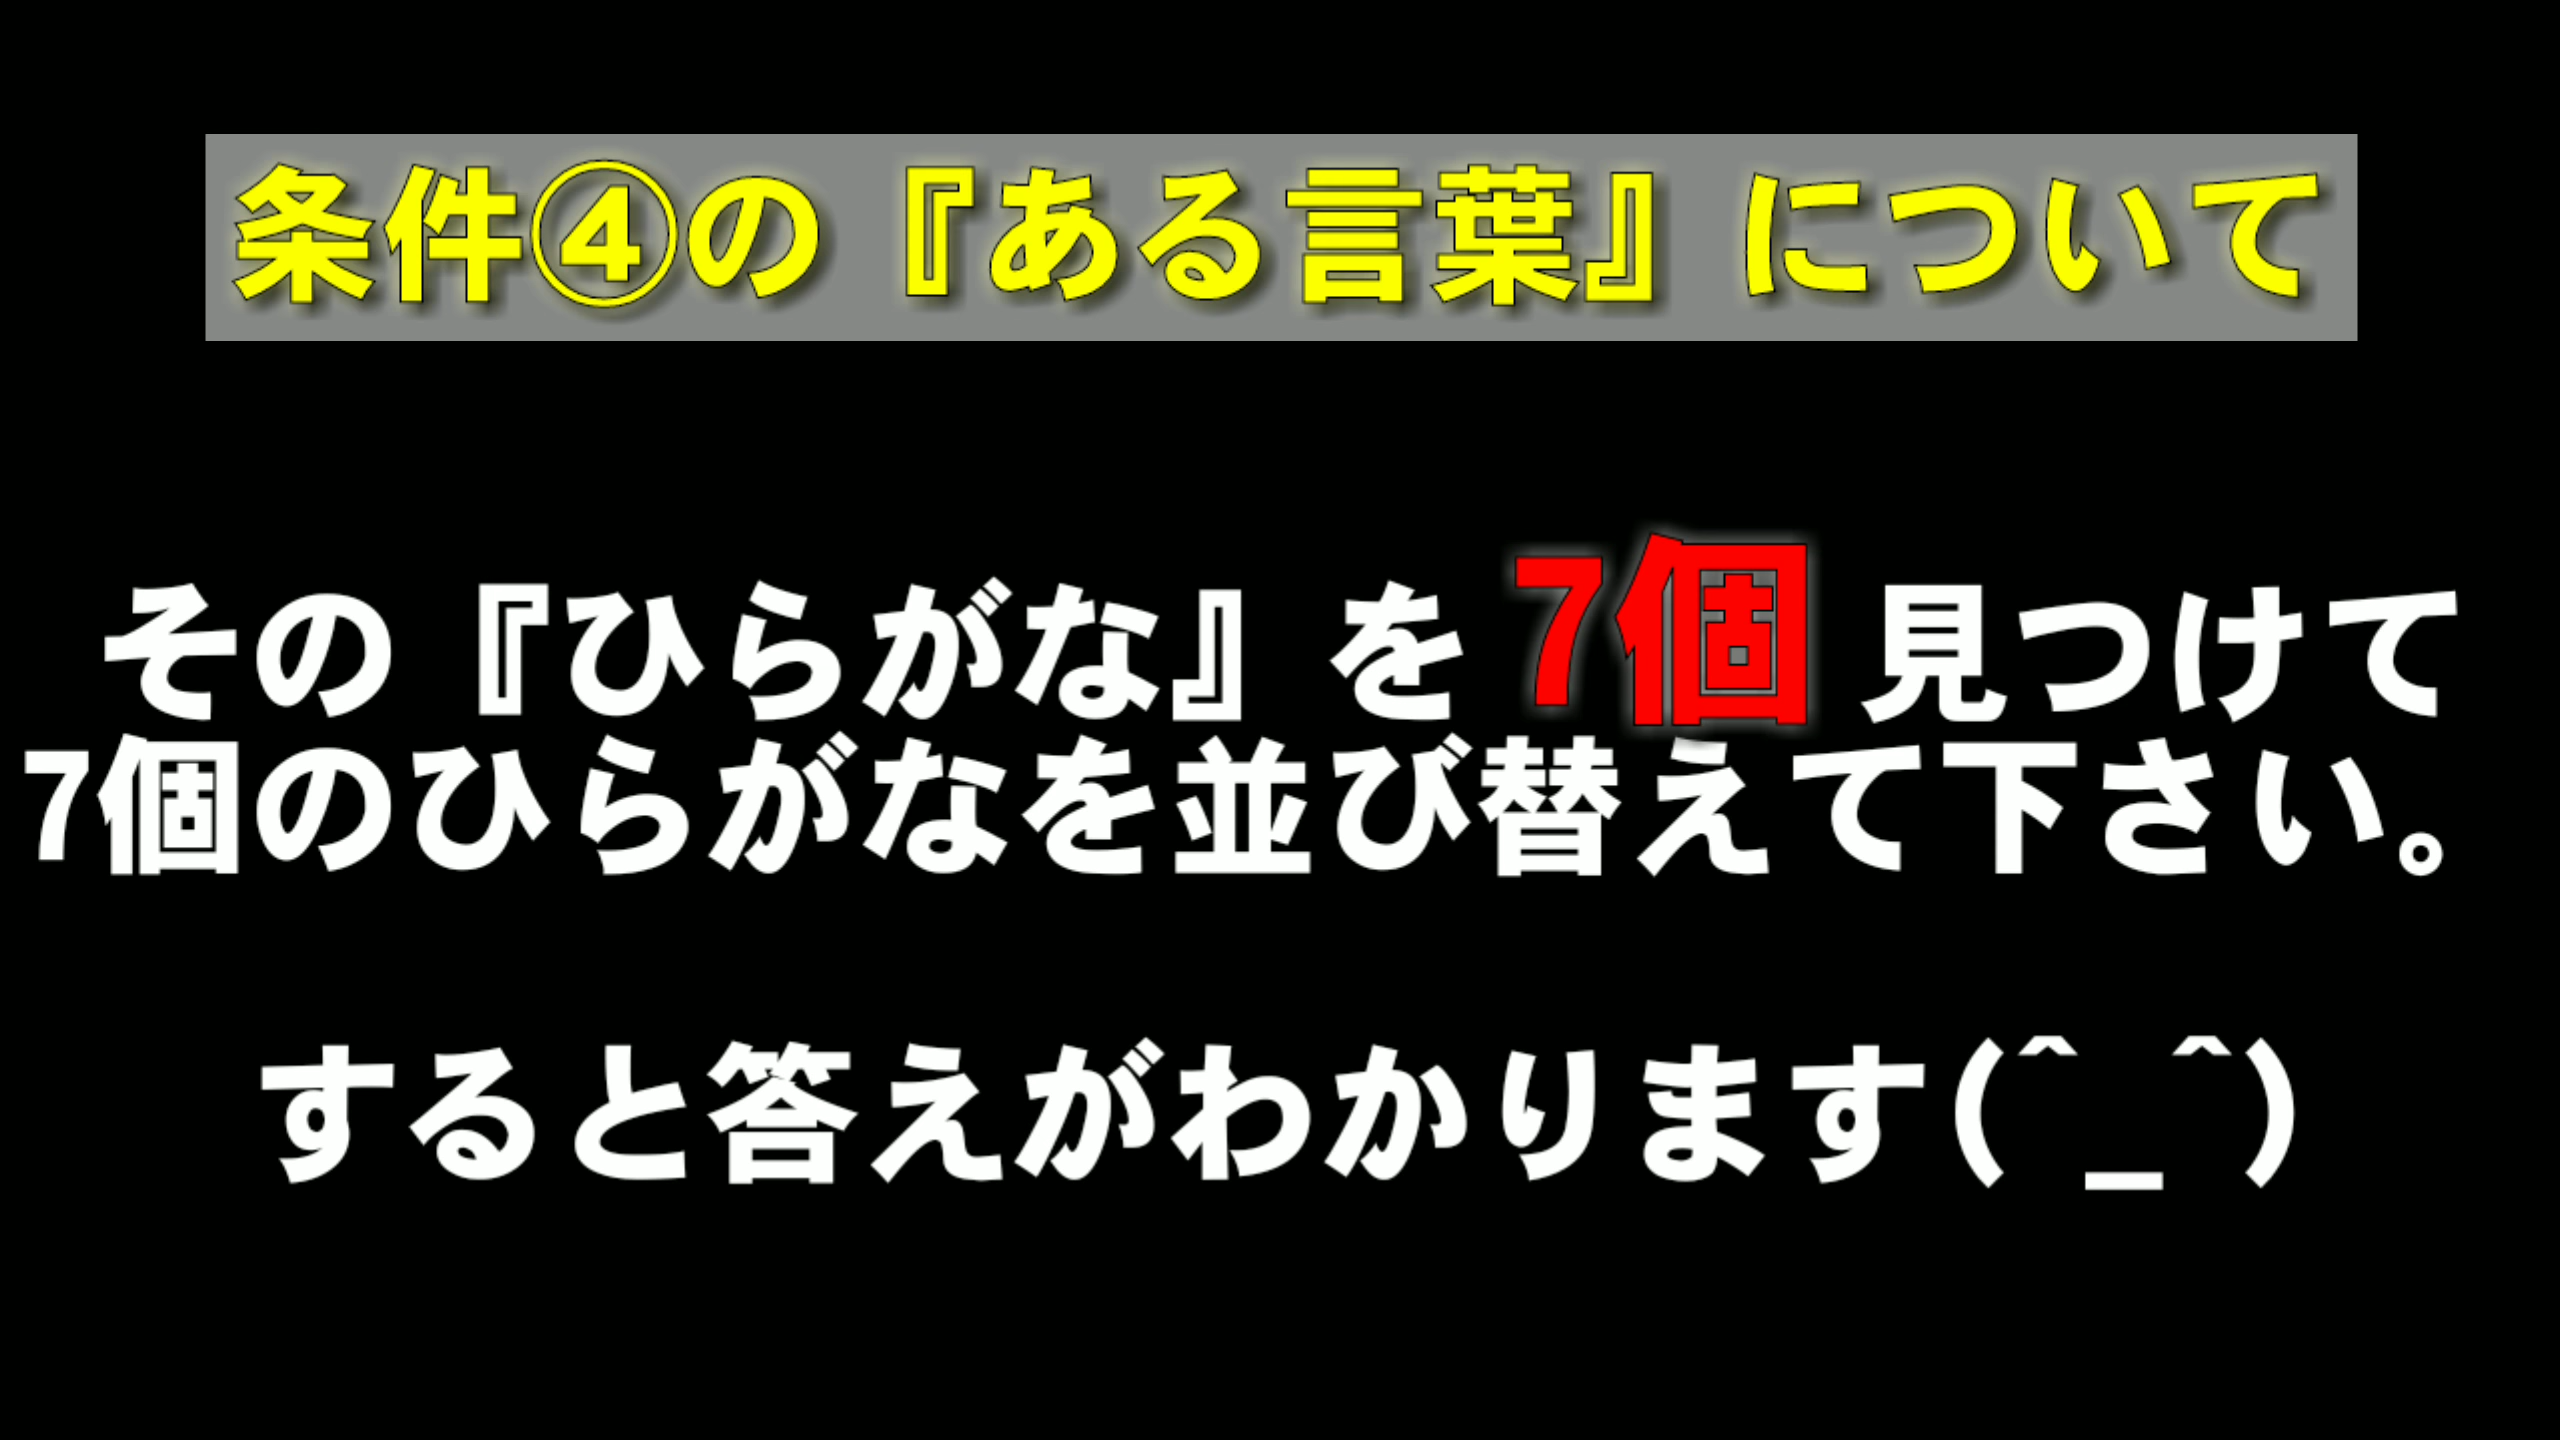 条件④の『ある言葉』について
その『ひらがな』を7個見つけて
7個のひらがなを並び替えて下さい。
すると答えがわかります(^_^)